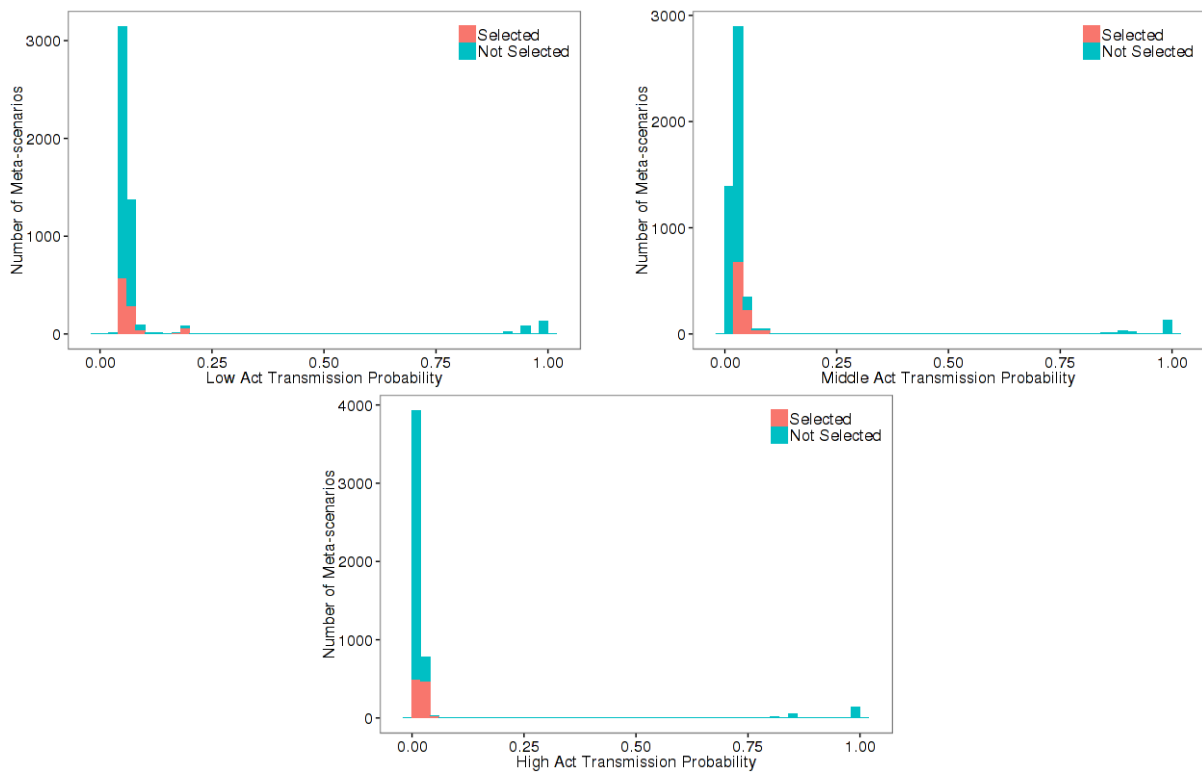 Number of Meta-scenarios
3000
2000
1000
0
Selected
Not Selected
0.00 0.25 0.50 0.75 1.00
Low Act Transmission Probability
Number of Meta-scenarios
3000
2000
1000
0
Selected
Not Selected
0.00 0.25 0.50 0.75 1.00
Middle Act Transmission Probability
Number of Meta-scenarios
4000
3000
2000
1000
0
Selected
Not Selected
0.00 0.25 0.50 0.75 1.00
High Act Transmission Probability